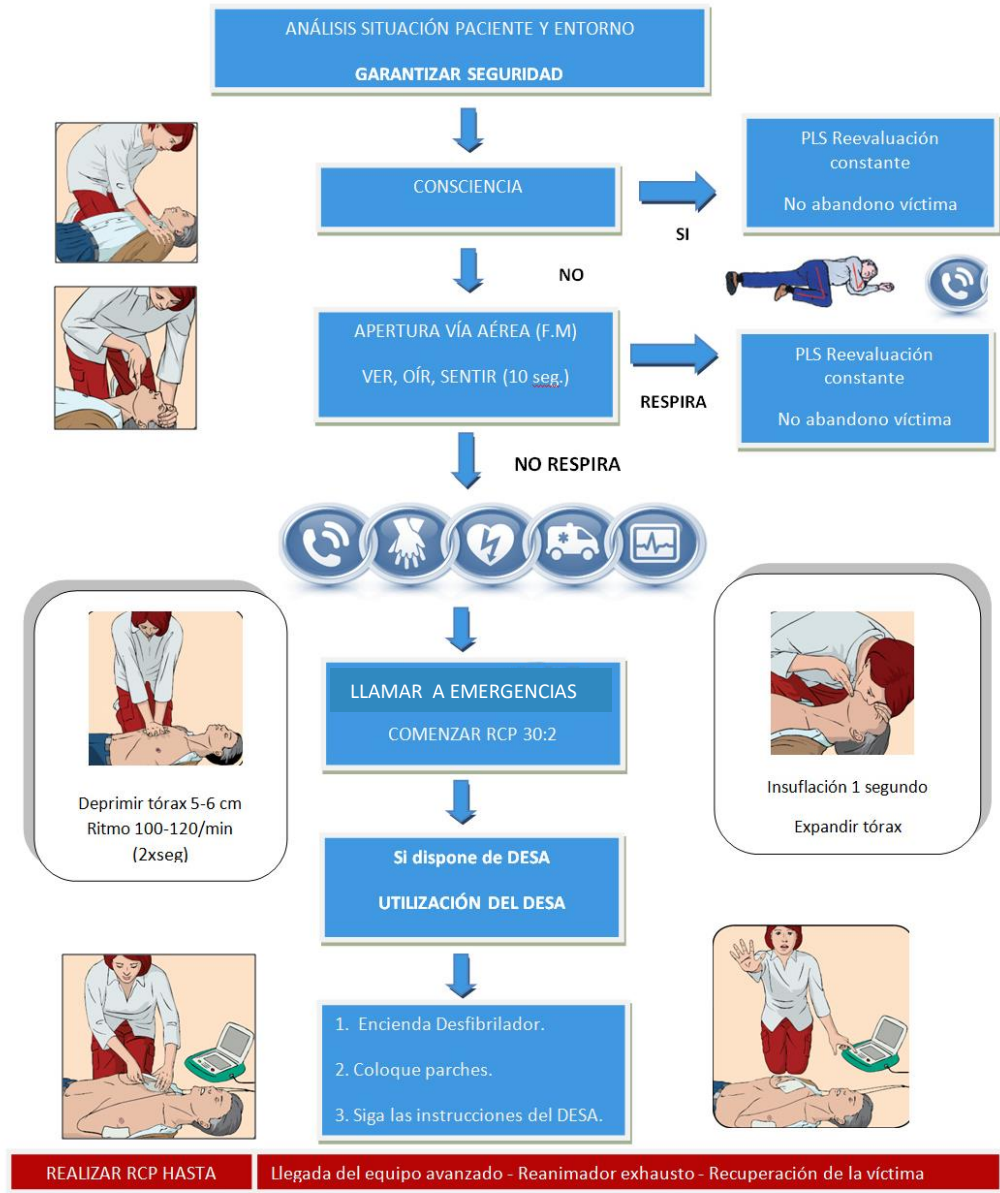 ANÁLISIS SITUACIÓN PACIENTE Y ENTORNO
GARANTIZAR SEGURIDAD
CONSCIENCIA
SI
PLS Reevaluación
constante
No abandono víctima
NO
APERTURA VÍA AÉREA (F.M)
VER, OÍR, SENTIR (10 seg.)
RESPIRA
PLS Reevaluación
constante
No abandono víctima
NO RESPIRA
LLAMAR A EMERGENCIAS
COMENZAR RCP 30:2
Deprimir tórax 5-6 cm
Ritmo 100-120/min
(2xseg)
Insuflación 1 segundo
Expandir tórax
Si dispone de DESA
UTILIZACIÓN DEL DESA
1. Encienda Desfibrilador.
2. Coloque parches.
3. Siga las instrucciones del DESA.
REALIZAR RCP HASTA
Llegada del equipo avanzado - Reanimador exhausto - Recuperación de la víctima